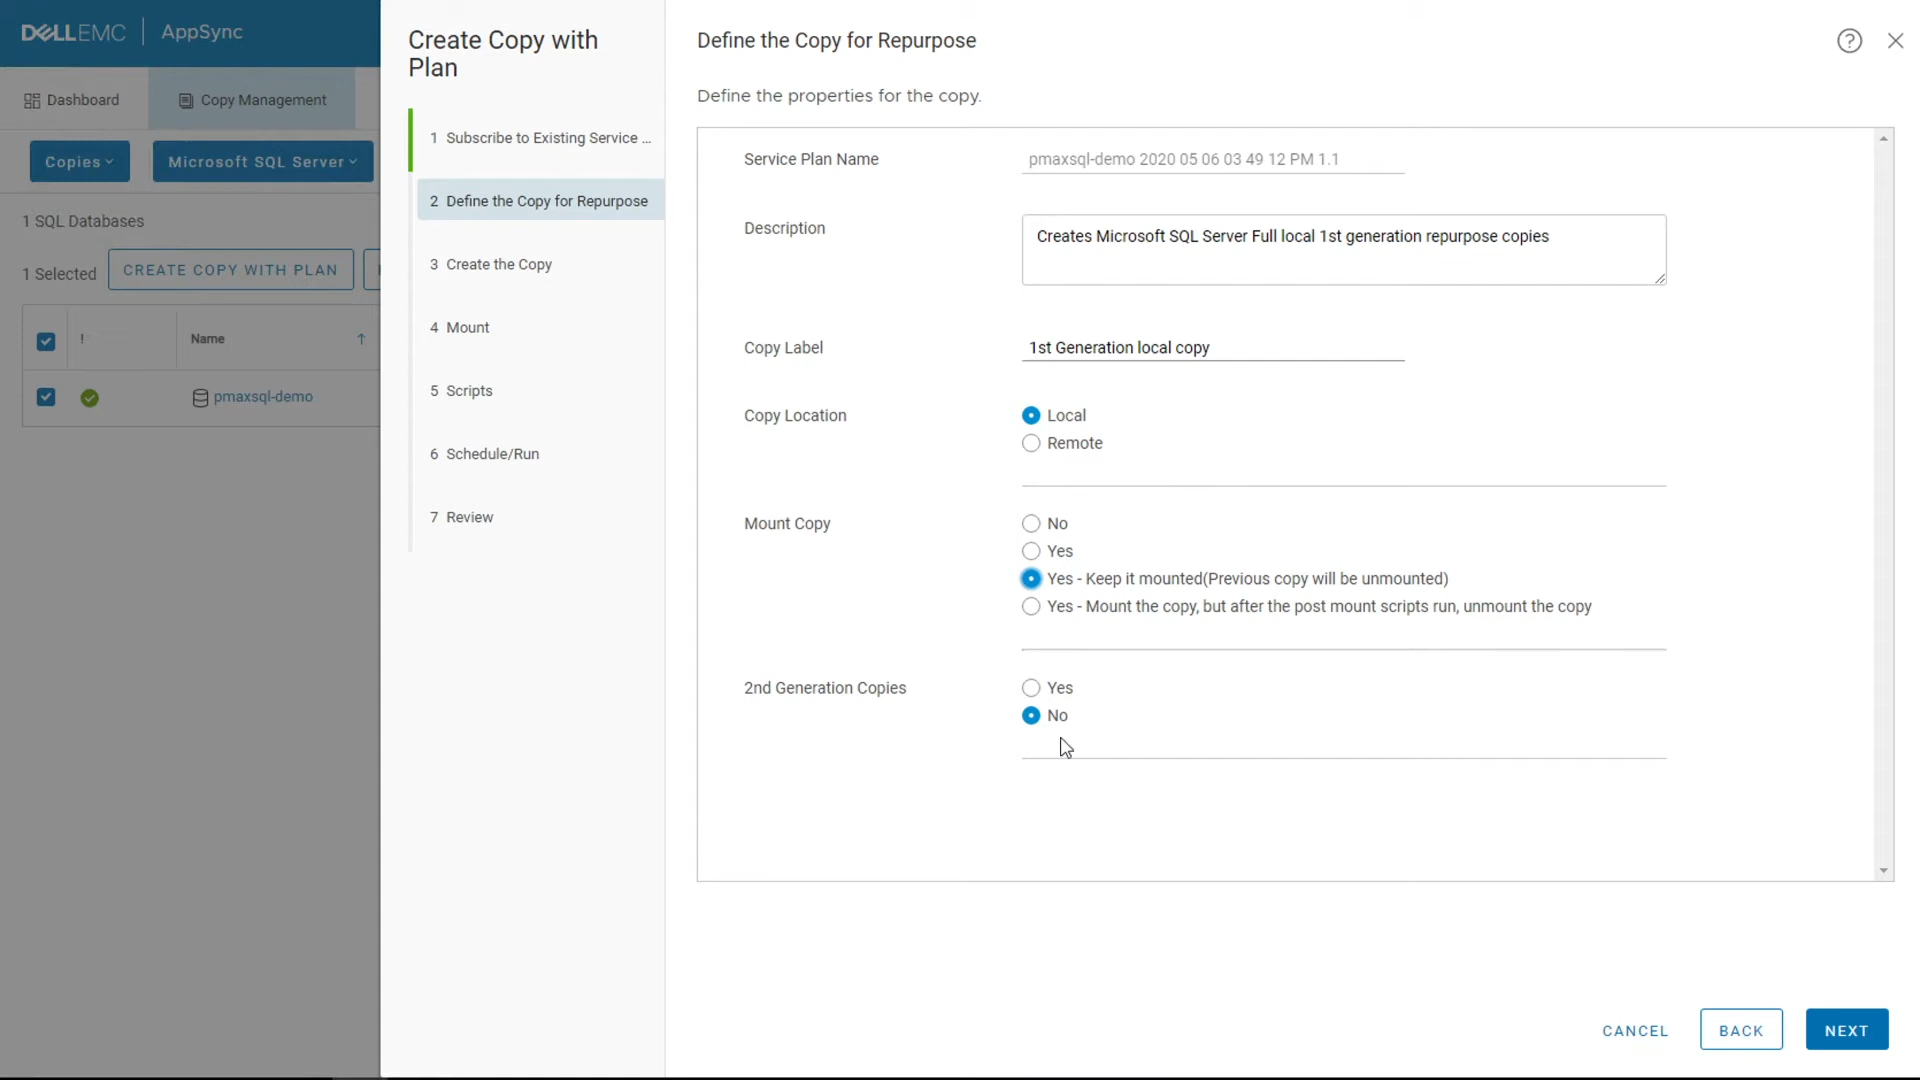 DELLEMC AppSync
Dashboard
Copy Management
Copies
Microsoft SQL Server
1 SQL Databases
1 Selected
CREATE COPY WITH PLAN
!
Name
pmaxsql-demo
Create Copy with
Plan
1 Subscribe to Existing Service ...
2 Define the Copy for Repurpose
3 Create the Copy
4 Mount
5 Scripts
6 Schedule/Run
7 Review
Define the Copy for Repurpose
?
Define the properties for the copy.
Service Plan Name
pmaxsql-demo 2020 05 06 03 49 12 PM 1.1
Description
Creates Microsoft SQL Server Full local 1st generation repurpose copies
Copy Label
1st Generation local copy
Copy Location
Local
Remote
Mount Copy
No
Yes
Yes - Keep it mounted(Previous copy will be unmounted)
Yes - Mount the copy, but after the post mount scripts run, unmount the copy
2nd Generation Copies
Yes
No
CANCEL
BACK
NEXT